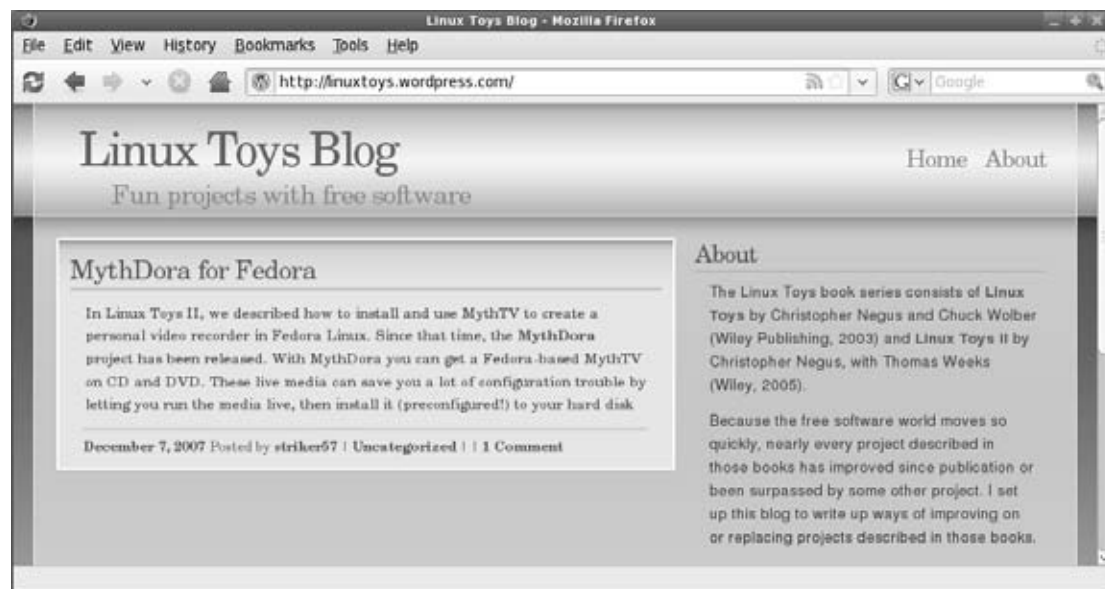 Linux Toys Blog - Mozilla Firefox
File Edit View History Bookmarks Tools Help
http://linuxtoys.wordpress.com/
G Google
Linux Toys Blog
Fun projects with free software
Home About
MythDora for Fedora
In Linux Toys II, we described how to install and use MythTV to create a
personal video recorder in Fedora Linux. Since that time, the MythDora
project has been released. With MythDora you can get a Fedora-based MythTV
on CD and DVD. These live media can save you a lot of configuration trouble by
letting you run the media live, then install it (preconfigured!) to your hard disk
December 7, 2007 Posted by striker57 | Uncategorized | | 1 Comment
About
The Linux Toys book series consists of Linux
Toys by Christopher Negus and Chuck Wolber
(Wiley Publishing, 2003) and Linux Toys II by
Christopher Negus, with Thomas Weeks
(Wiley, 2005).
Because the free software world moves so
quickly, nearly every project described in
those books has improved since publication or
been surpassed by some other project. I set
up this blog to write up ways of improving on
or replacing projects described in those books.